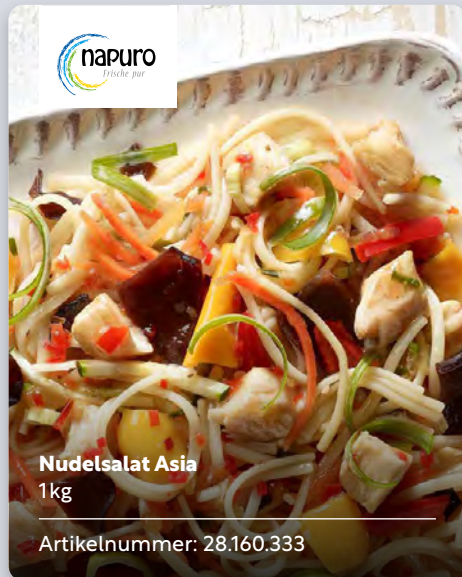 napuro
Frische pur
Nudelsalat Asia
1kg
Artikelnummer: 28.160.333